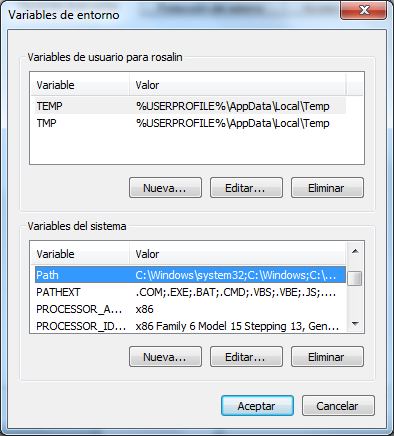 Variables de entorno
Variables de usuario para rosalin
Variable Valor
TEMP %USERPROFILE%\AppData\Local\Temp
TMP %USERPROFILE%\AppData\Local\Temp
Nueva... Editar... Eliminar
Variables del sistema
Variable Valor
Path C:\Windows\system32;C:\Windows;C:\...
PATHEXT .COM;.EXE;.BAT;.CMD;.VBS;.VBE;.JS;....
PROCESSOR_A... x86
PROCESSOR_ID... x86 Family 6 Model 15 Stepping 13, Gen...
Nueva... Editar... Eliminar
Aceptar Cancelar